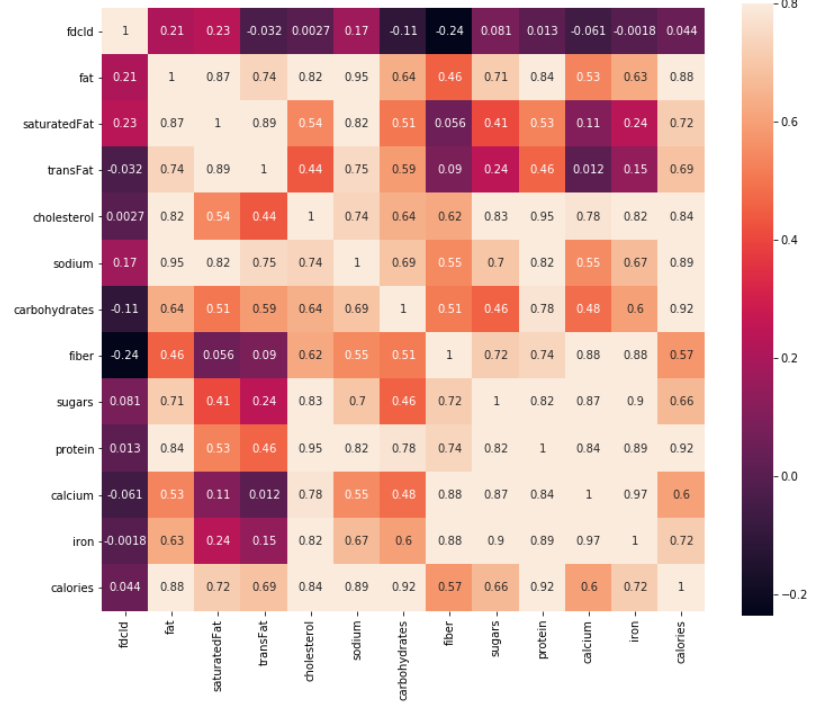 fdcId 1 0.21 0.23 -0.032 0.0027 0.17 -0.11 -0.24 0.081 0.013 -0.061 -0.0018 0.044
fat 0.21 1 0.87 0.74 0.82 0.95 0.64 0.46 0.71 0.84 0.53 0.63 0.88
saturatedFat 0.23 0.87 1 0.89 0.54 0.82 0.51 0.056 0.41 0.53 0.11 0.24 0.72
transFat -0.032 0.74 0.89 1 0.44 0.75 0.59 0.09 0.24 0.46 0.012 0.15 0.69
cholesterol 0.0027 0.82 0.54 0.44 1 0.74 0.64 0.62 0.83 0.95 0.78 0.82 0.84
sodium 0.17 0.95 0.82 0.75 0.74 1 0.69 0.55 0.7 0.82 0.55 0.67 0.89
carbohydrates -0.11 0.64 0.51 0.59 0.64 0.69 1 0.51 0.46 0.78 0.48 0.6 0.92
fiber -0.24 0.46 0.056 0.09 0.62 0.55 0.51 1 0.72 0.74 0.88 0.88 0.57
sugars 0.081 0.71 0.41 0.24 0.83 0.7 0.46 0.72 1 0.82 0.87 0.9 0.66
protein 0.013 0.84 0.53 0.46 0.95 0.82 0.78 0.74 0.82 1 0.84 0.89 0.92
calcium -0.061 0.53 0.11 0.012 0.78 0.55 0.48 0.88 0.87 0.84 1 0.97 0.6
iron -0.0018 0.63 0.24 0.15 0.82 0.67 0.6 0.88 0.9 0.89 0.97 1 0.72
calories 0.044 0.88 0.72 0.69 0.84 0.89 0.92 0.57 0.66 0.92 0.6 0.72 1
fdcId fat saturatedFat transFat cholesterol sodium carbohydrates fiber sugars protein calcium iron calories
0.8
0.6
0.4
0.2
0.0
−0.2